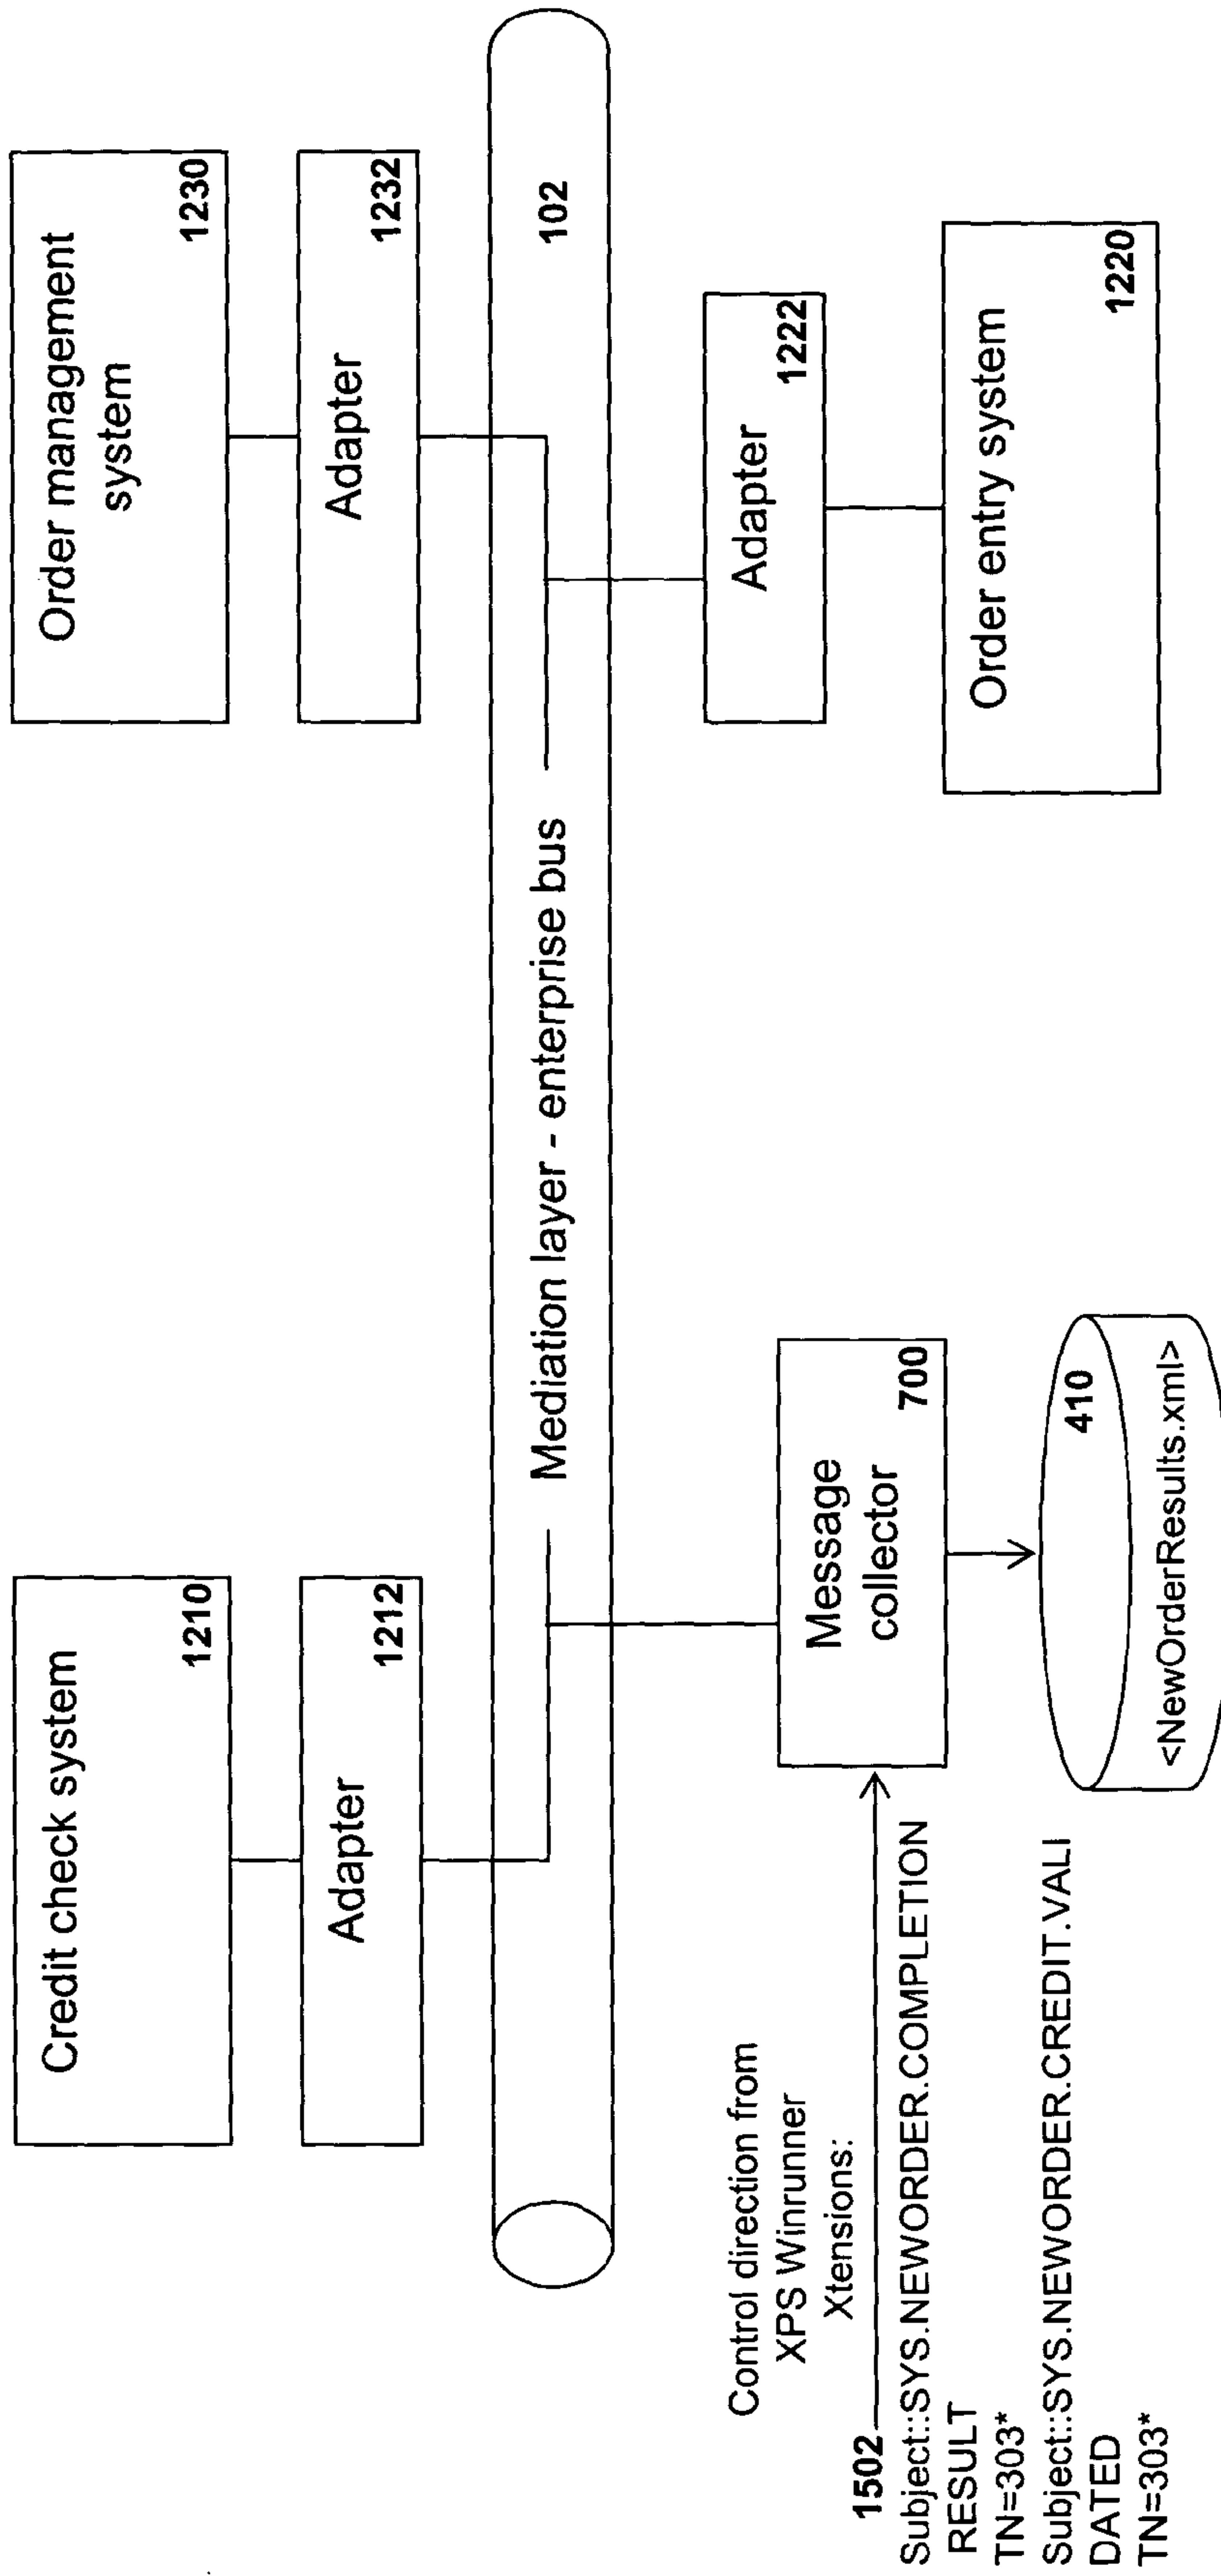 Credit check system
1210
Adapter
1212
Order management
system
1230
Adapter
1232
Mediation layer - enterprise bus
102
Control direction from
XPS Winrunner
Xtensions:
1502
Subject::SYS.NEWORDER.COMPLETION
RESULT
TN=303*
Subject::SYS.NEWORDER.CREDIT.VALI
DATED
TN=303*
Message
collector
700
410
<NewOrderResults.xml>
Adapter
1222
Order entry system
1220